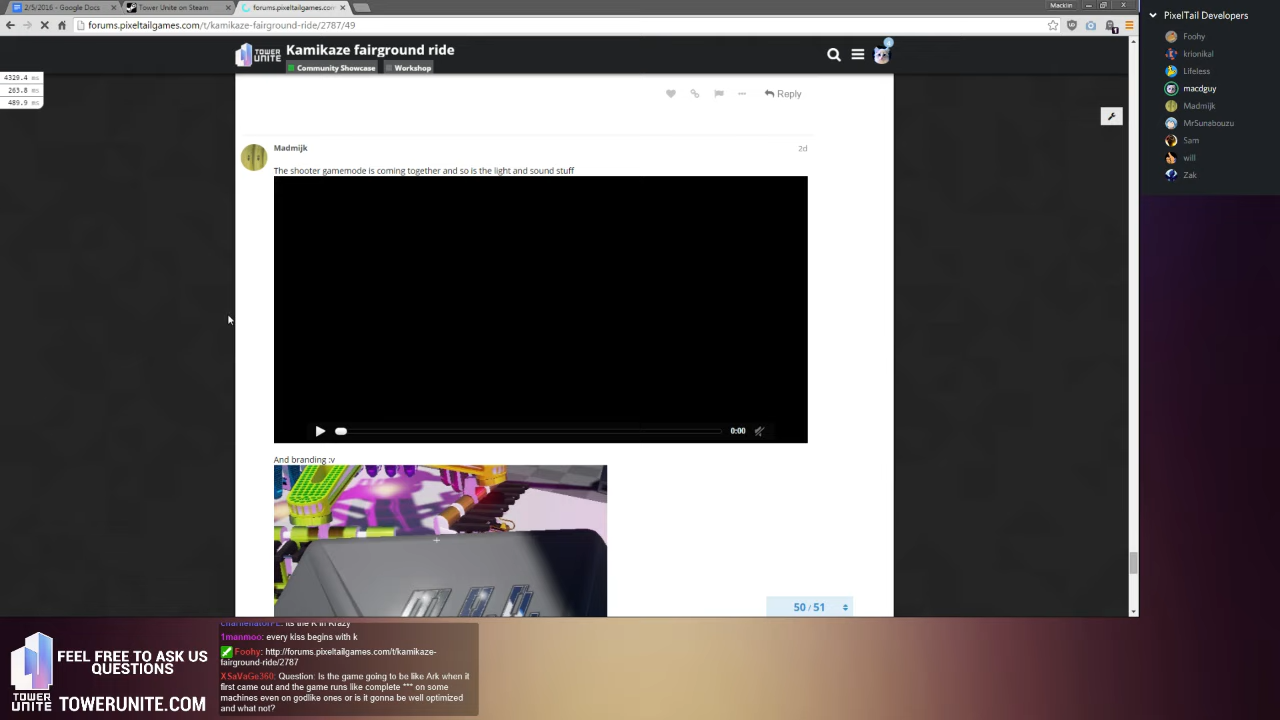 2/5/2016 - Google Docs
Tower Unite on Steam
forums.pixeltailgames.com
Macklin
forums.pixeltailgames.com/t/kamikaze-fairground-ride/2787/49
PixelTail Developers
Foohy
krionikal
Lifeless
macdguy
Madmijk
MrSunabouzu
Sam
will
Zak
TOWER
UNITE
Kamikaze fairground ride
Community Showcase
Workshop
4329.4 ms
263.8 ms
489.9 ms
Reply
Madmijk
2d
The shooter gamemode is coming together and so is the light and sound stuff
0:00
And branding :v
50 / 51
TOWER
UNITE
FEEL FREE TO ASK US
QUESTIONS
TOWERUNITE.COM
1manmoo: every kiss begins with k
Foohy: http://forums.pixeltailgames.com/t/kamikaze-
fairground-ride/2787
XSaVaGe360: Question: Is the game going to be like Ark when it
first came out and the game runs like complete *** on some
machines even on godlike ones or is it gonna be well optimized
and what not?